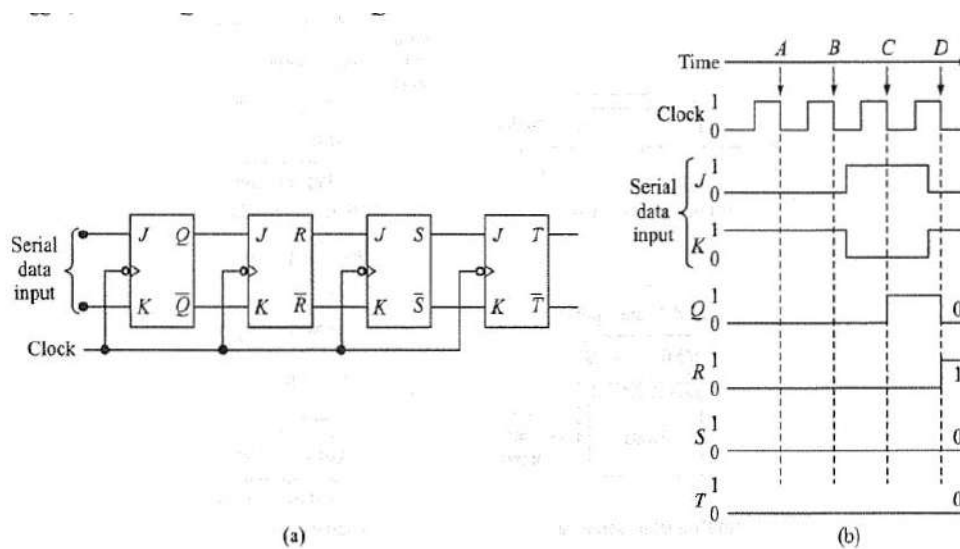 J Q J R J S J T
Serial
data
input
K Q̅ K R̅ K S̅ K T̅
Clock
(a)
A B C D
Time
Clock 1
0
Serial
data
input
J 1
0
K 1
0
Q 1
0 0
R 1
0 1
S 1
0 0
T 1
0 0
(b)